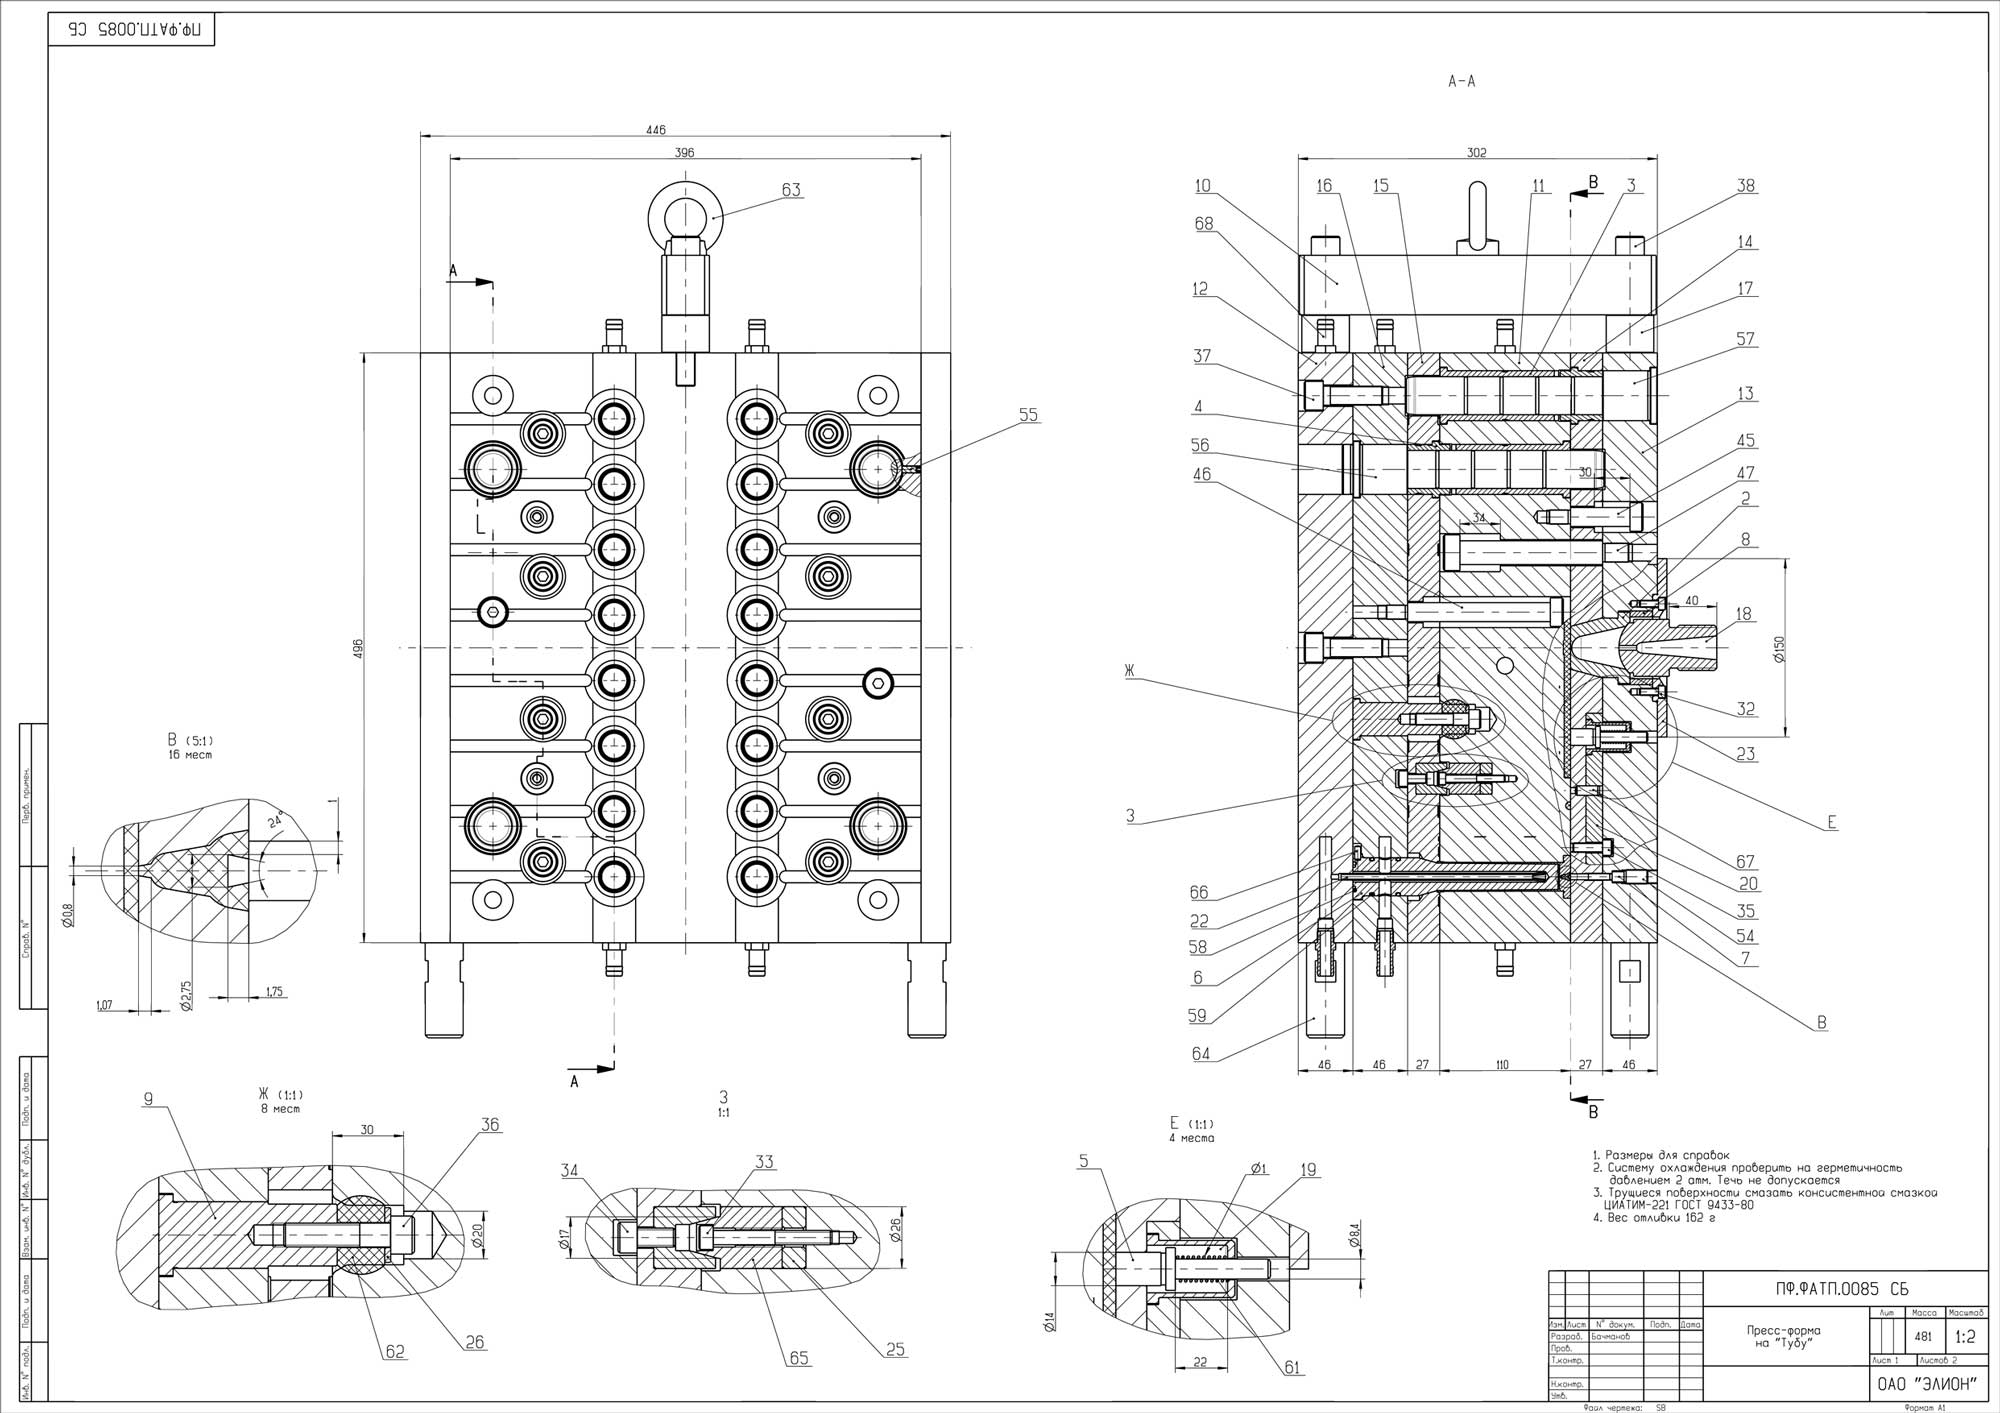 ПФ.ФАТП.0085 СБ
А-А
446
396
302
63
55
А
496
А
10
68
12
37
4
56
46
16
15
11
3
В
38
14
17
57
13
45
47
2
8
18
32
23
Е
67
20
35
54
7
В
30
34
40
Ø150
Ж
З
66
22
58
6
59
64
46
46
27
110
27
46
В
В (5:1)
16 мест
24°
1
Ø0,8
Ø2,75
1,07
1,75
Ж (1:1)
8 мест
9
30
36
Ø20
62
26
З
1:1
34
33
Ø17
Ø26
65
25
Е (1:1)
4 места
5
Ø1
19
Ø8,4
Ø14
22
61
1. Размеры для справок
2. Систему охлаждения проверить на герметичность
давлением 2 атм. Течь не допускается
3. Трущиеся поверхности смазать консистентной смазкой
ЦИАТИМ-221 ГОСТ 9433-80
4. Вес отливки 162 г
ПФ.ФАТП.0085 СБ
Лит Масса Масштаб
Изм. Лист N° докум. Подп. Дата
Разраб. Бачманов
Пров.
Т.контр.
Н.контр.
Утв.
Пресс-форма
на "Тубу"
481
1:2
Лист 1 Листов 2
ОАО "ЭЛИОН"
Файл чертежа: SB
Формат А1
Перв. примен.
Справ. N°
Подп. и дата
Инв. N° дубл.
Взам. инв. N°
Подп. и дата
Инв. N° подл.